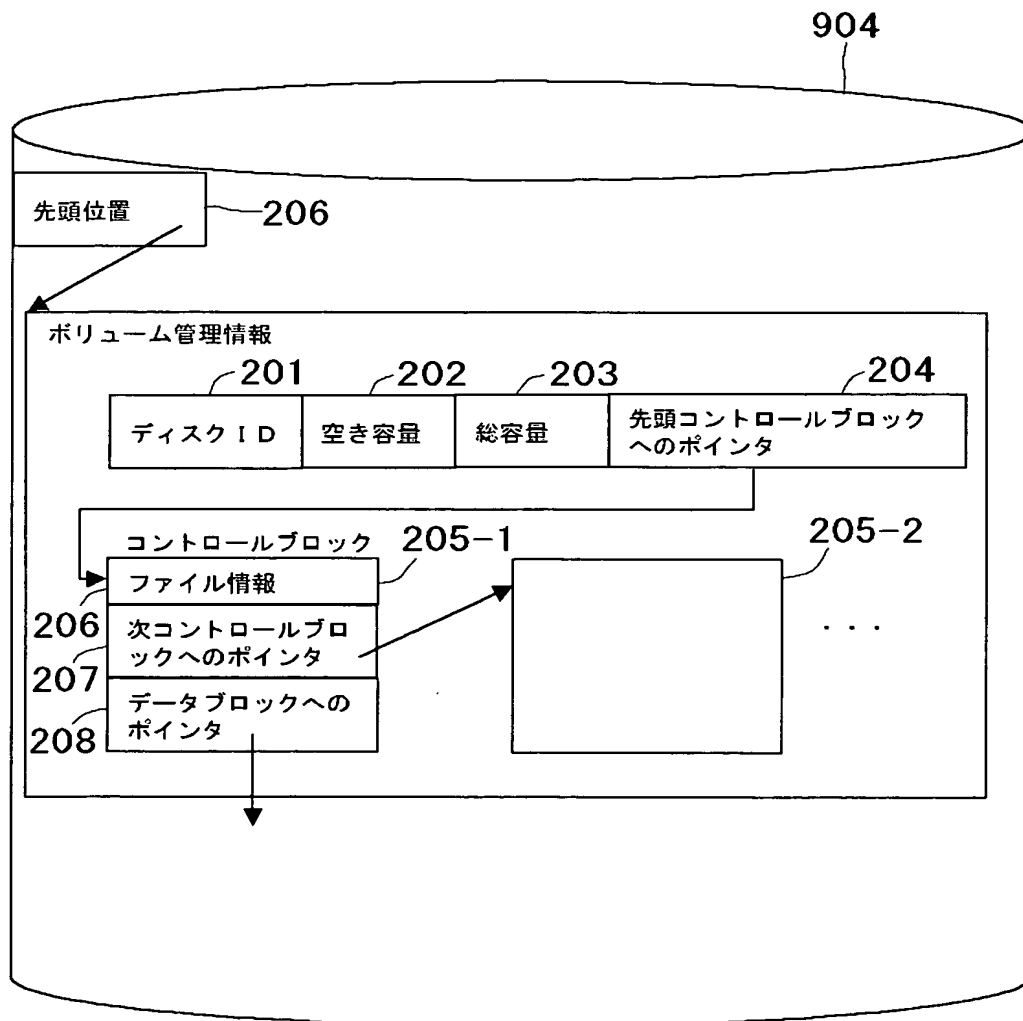 904
先頭位置
206
ボリューム管理情報
201
202
203
204
ディスクID
空き容量
総容量
先頭コントロールブロック
へのポインタ
コントロールブロック
205-1
205-2
ファイル情報
206
次コントロールブロ
ックへのポインタ
207
・・・
データブロックへの
ポインタ
208